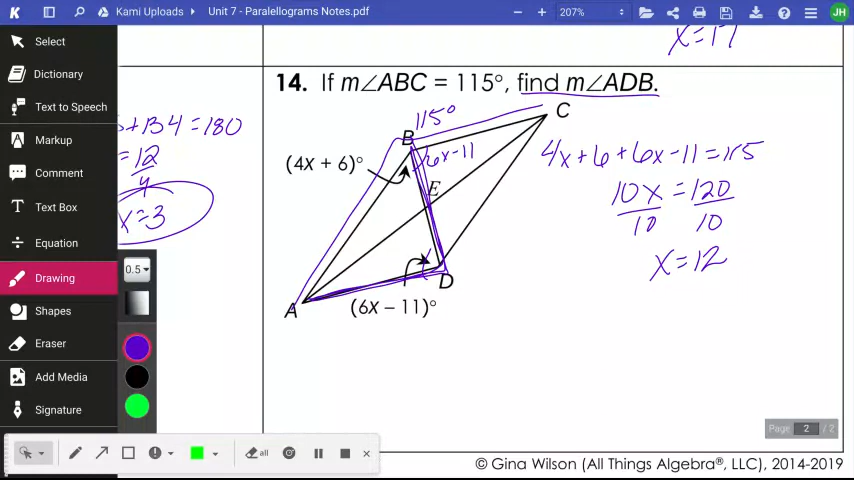 Kami Uploads > Unit 7 - Paralellograms Notes.pdf 207% JH
Select
Dictionary
Text to Speech
Markup
Comment
T Text Box
Equation
Drawing
Shapes
Eraser
Add Media
Signature
0.5
+ 134 = 180
= 12
4
x = 3
x = 17
14. If m∠ABC = 115°, find m∠ADB.
115°
B
C
(4x + 6)°
6x-11
E
D
A
(6x − 11)°
4x+6+6x-11=115
10x = 120
10 10
x = 12
Page 2 / 2
all
© Gina Wilson (All Things Algebra®, LLC), 2014-2019